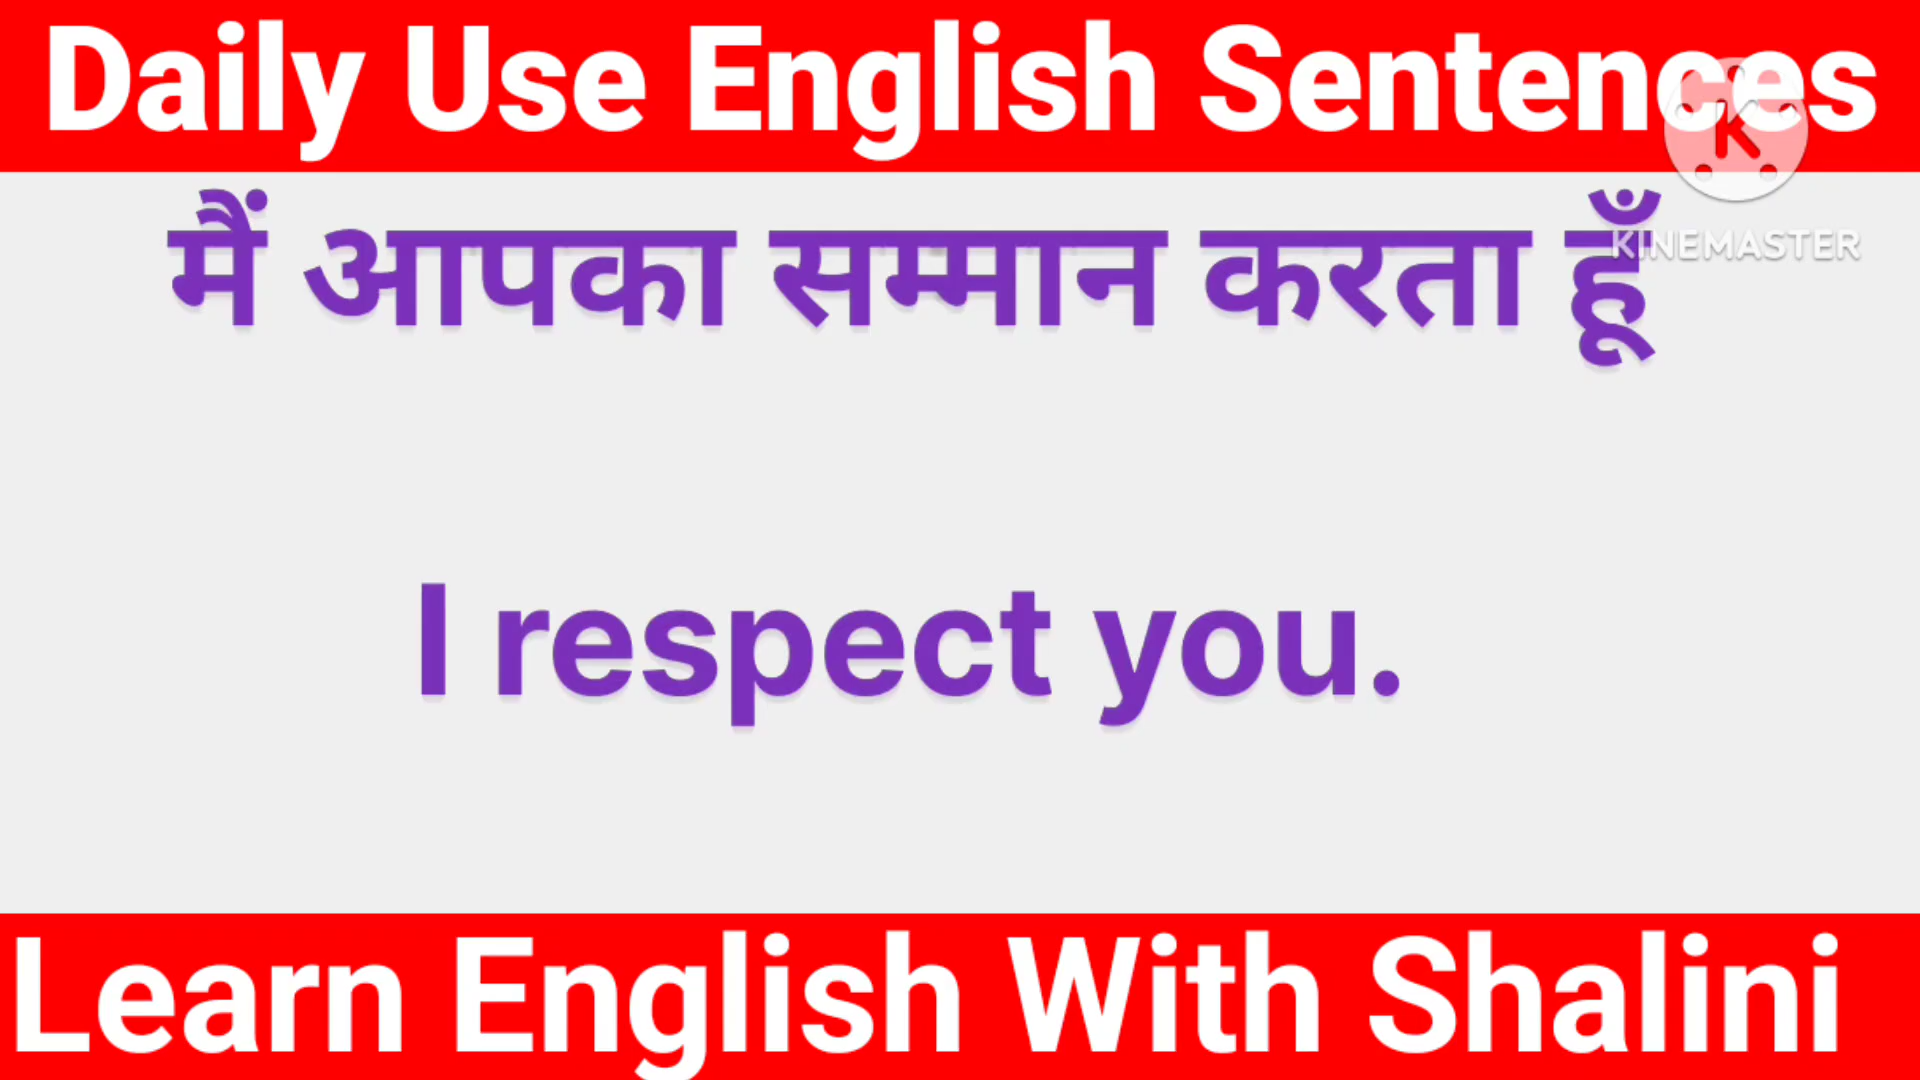 Daily Use English Sentences
K
KINEMASTER
मैं आपका सम्मान करता हूँ
I respect you.
Learn English With Shalini